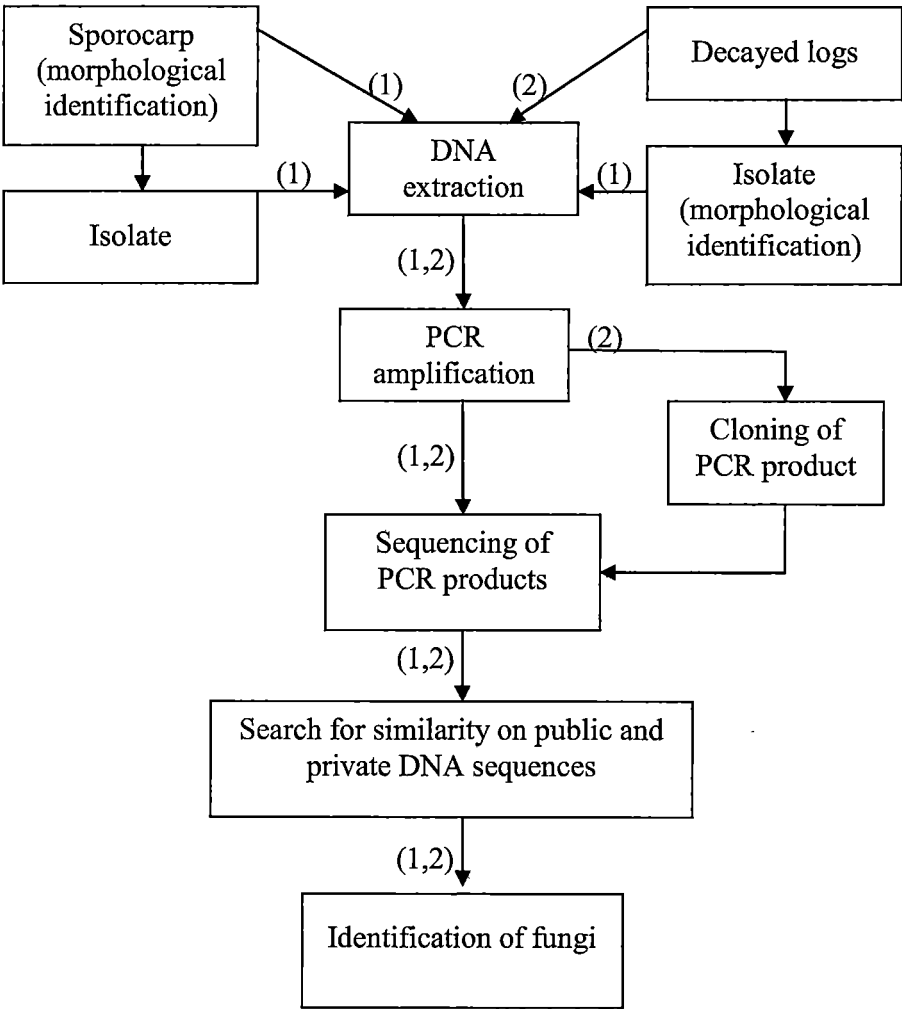 Sporocarp
(morphological
identification)
Decayed logs
(1)
(2)
DNA
extraction
Isolate
(1)
(1)
Isolate
(morphological
identification)
(1,2)
PCR
amplification
(2)
Cloning of
PCR product
(1,2)
Sequencing of
PCR products
(1,2)
Search for similarity on public and
private DNA sequences
(1,2)
Identification of fungi